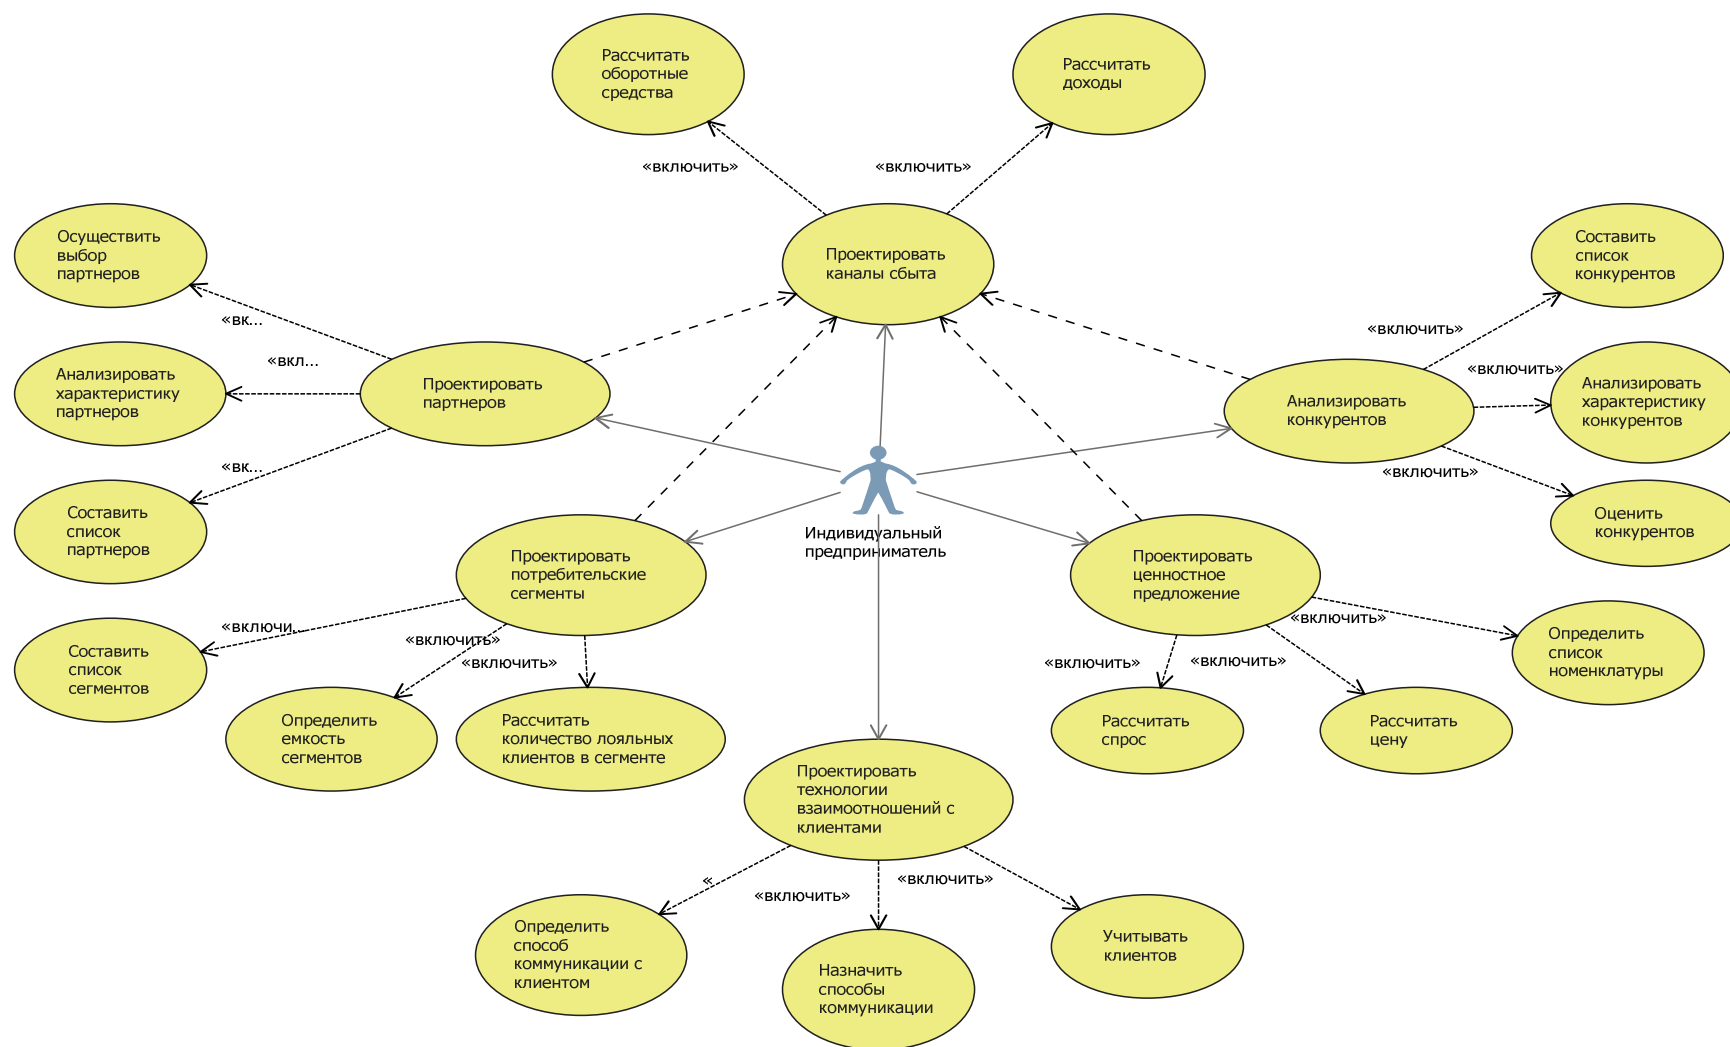 Рассчитать
оборотные
средства
Рассчитать
доходы
«включить»
«включить»
Осуществить
выбор
партнеров
Проектировать
каналы сбыта
Составить
список
конкурентов
«вк...
«включить»
«вкл...
«включить»
Анализировать
характеристику
партнеров
Проектировать
партнеров
Анализировать
конкурентов
Анализировать
характеристику
конкурентов
«вк...
«включить»
Составить
список
партнеров
Индивидуальный
предприниматель
Оценить
конкурентов
Проектировать
потребительские
сегменты
Проектировать
ценностное
предложение
«включи...
«включить»
«включить»
«включить»
«включить»
«включить»
Составить
список
сегментов
Определить
список
номенклатуры
Определить
емкость
сегментов
Рассчитать
количество лояльных
клиентов в сегменте
Рассчитать
спрос
Рассчитать
цену
Проектировать
технологии
взаимоотношений с
клиентами
«
«включить»
«включить»
Определить
способ
коммуникации с
клиентом
Назначить
способы
коммуникации
Учитывать
клиентов